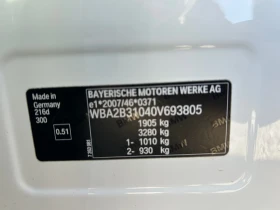 BAYERISCHE MOTOREN WERKE AG
e1*2007/46*0371
WBA2B31040V693805
1905 kg
3280 kg
1- 1010 kg
2- 930 kg
Made in
Germany
216d
300
0.51